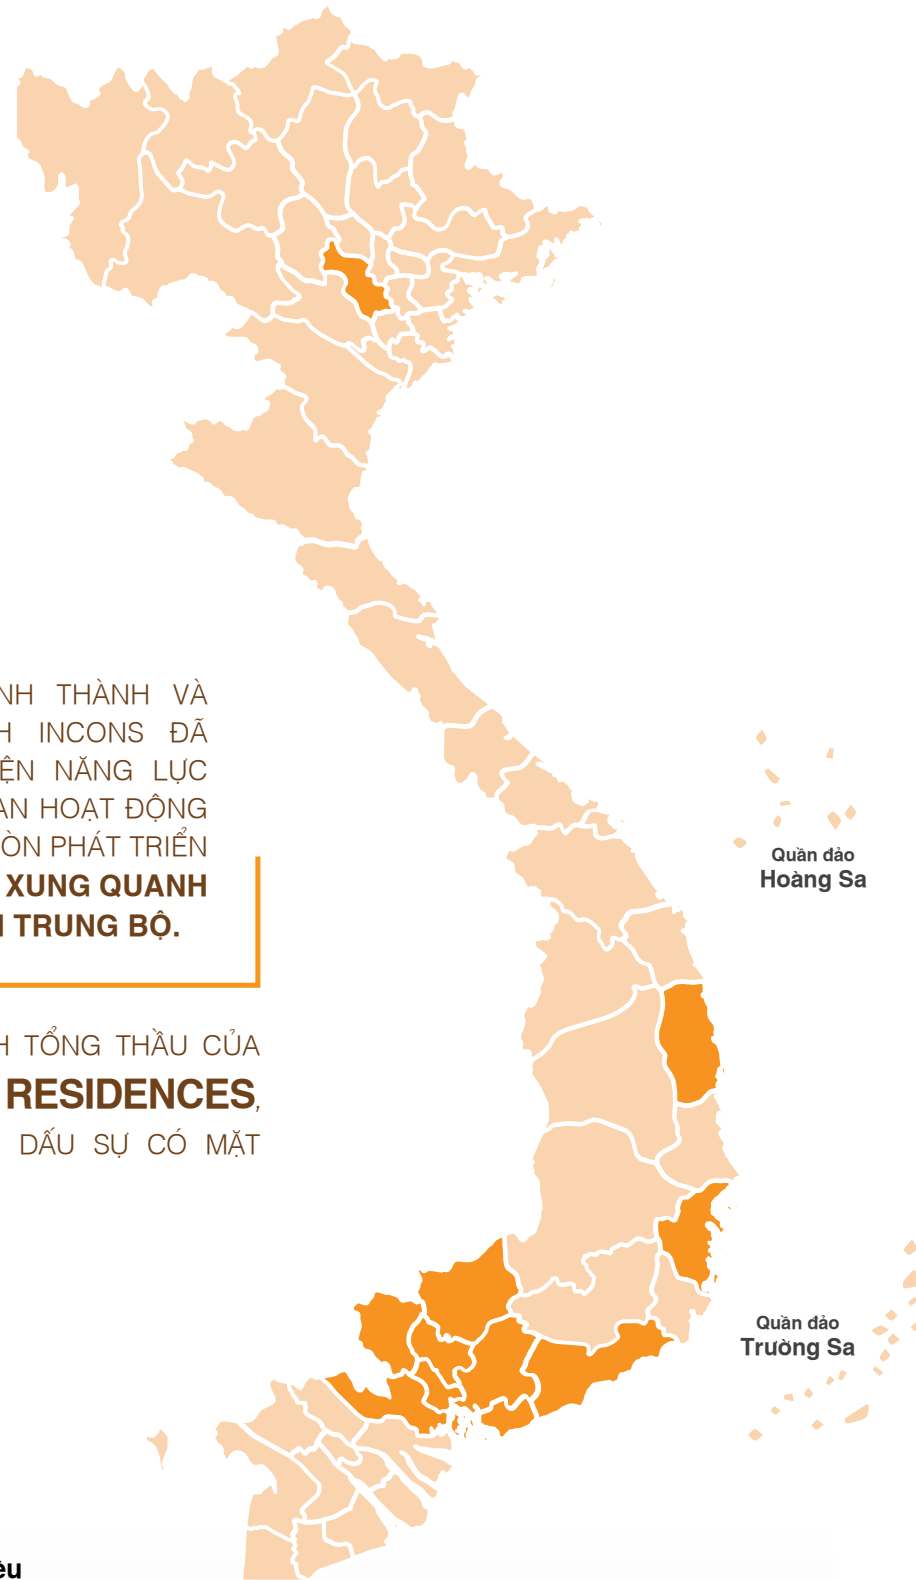 NH THÀNH VÀ
H INCONS ĐÃ
ỆN NĂNG LỰC
AN HOẠT ĐỘNG
ÒN PHÁT TRIỂN
XUNG QUANH
I TRUNG BỘ.
H TỔNG THẦU CỦA
RESIDENCES,
DẤU SỰ CÓ MẶT
Quần đảo
Hoàng Sa
Quần đảo
Trường Sa
êu